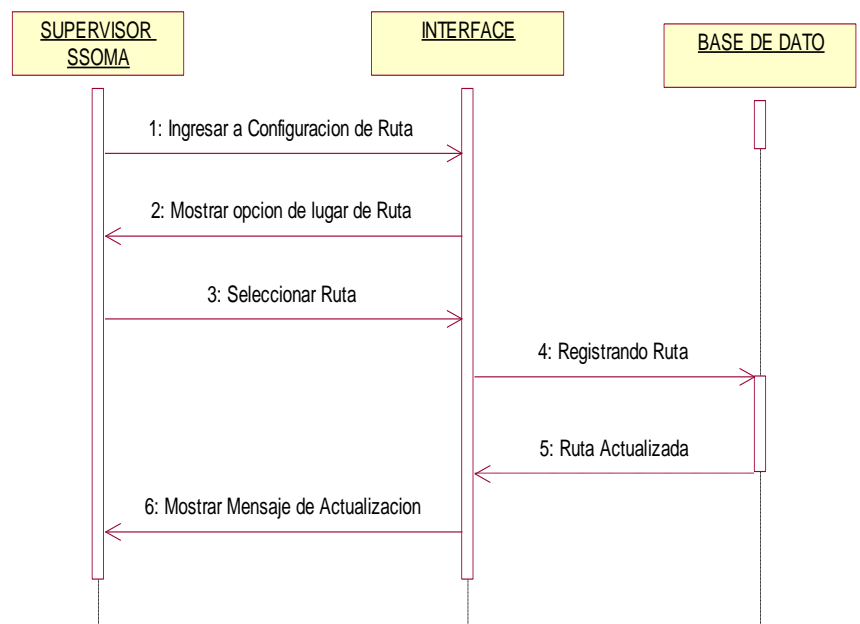 SUPERVISOR
SSOMA
INTERFACE
BASE DE DATO
1: Ingresar a Configuracion de Ruta
2: Mostrar opcion de lugar de Ruta
3: Seleccionar Ruta
4: Registrando Ruta
5: Ruta Actualizada
6: Mostrar Mensaje de Actualizacion